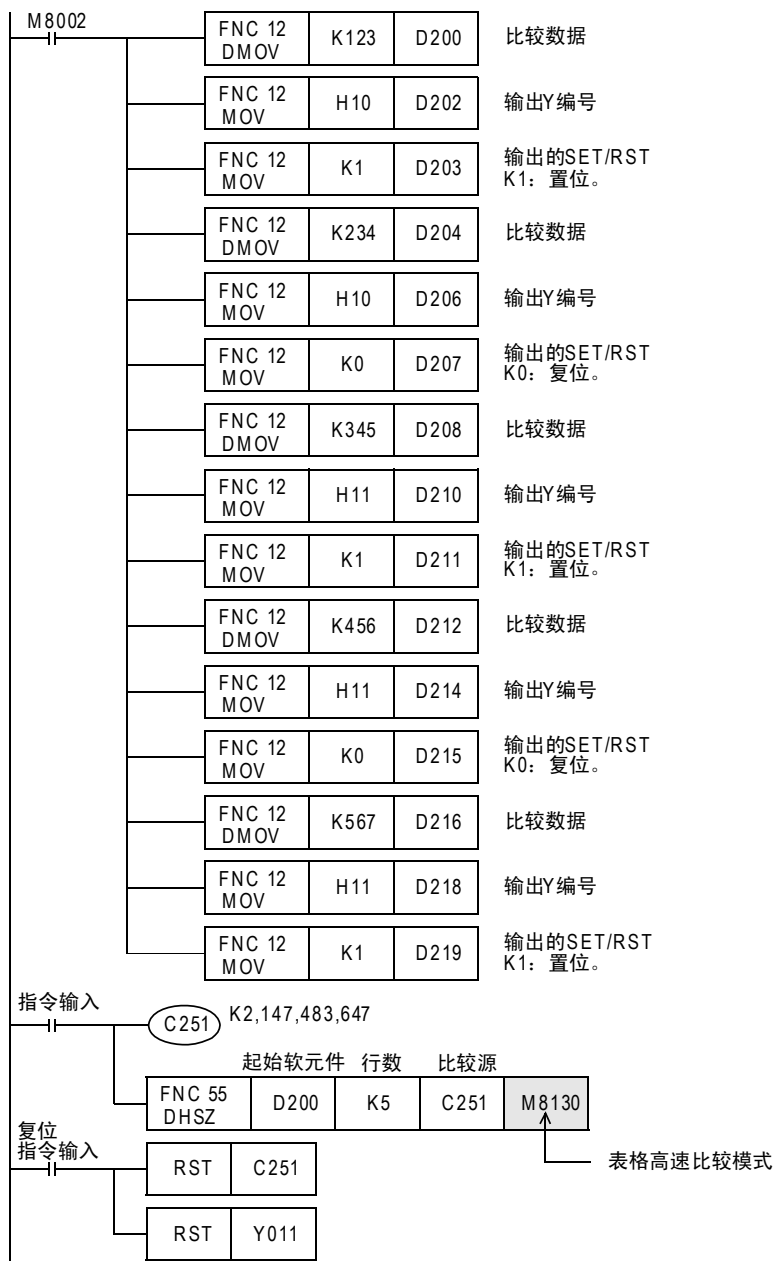 M8002
FNC 12 DMOV K123 D200 比较数据
FNC 12 MOV H10 D202 输出Y编号
FNC 12 MOV K1 D203 输出的SET/RST K1：置位。
FNC 12 DMOV K234 D204 比较数据
FNC 12 MOV H10 D206 输出Y编号
FNC 12 MOV K0 D207 输出的SET/RST K0：复位。
FNC 12 DMOV K345 D208 比较数据
FNC 12 MOV H11 D210 输出Y编号
FNC 12 MOV K1 D211 输出的SET/RST K1：置位。
FNC 12 DMOV K456 D212 比较数据
FNC 12 MOV H11 D214 输出Y编号
FNC 12 MOV K0 D215 输出的SET/RST K0：复位。
FNC 12 DMOV K567 D216 比较数据
FNC 12 MOV H11 D218 输出Y编号
FNC 12 MOV K1 D219 输出的SET/RST K1：置位。
指令输入
C251 K2,147,483,647
起始软元件 行数 比较源
FNC 55 DHSZ D200 K5 C251 M8130
表格高速比较模式
复位
指令输入
RST C251
RST Y011